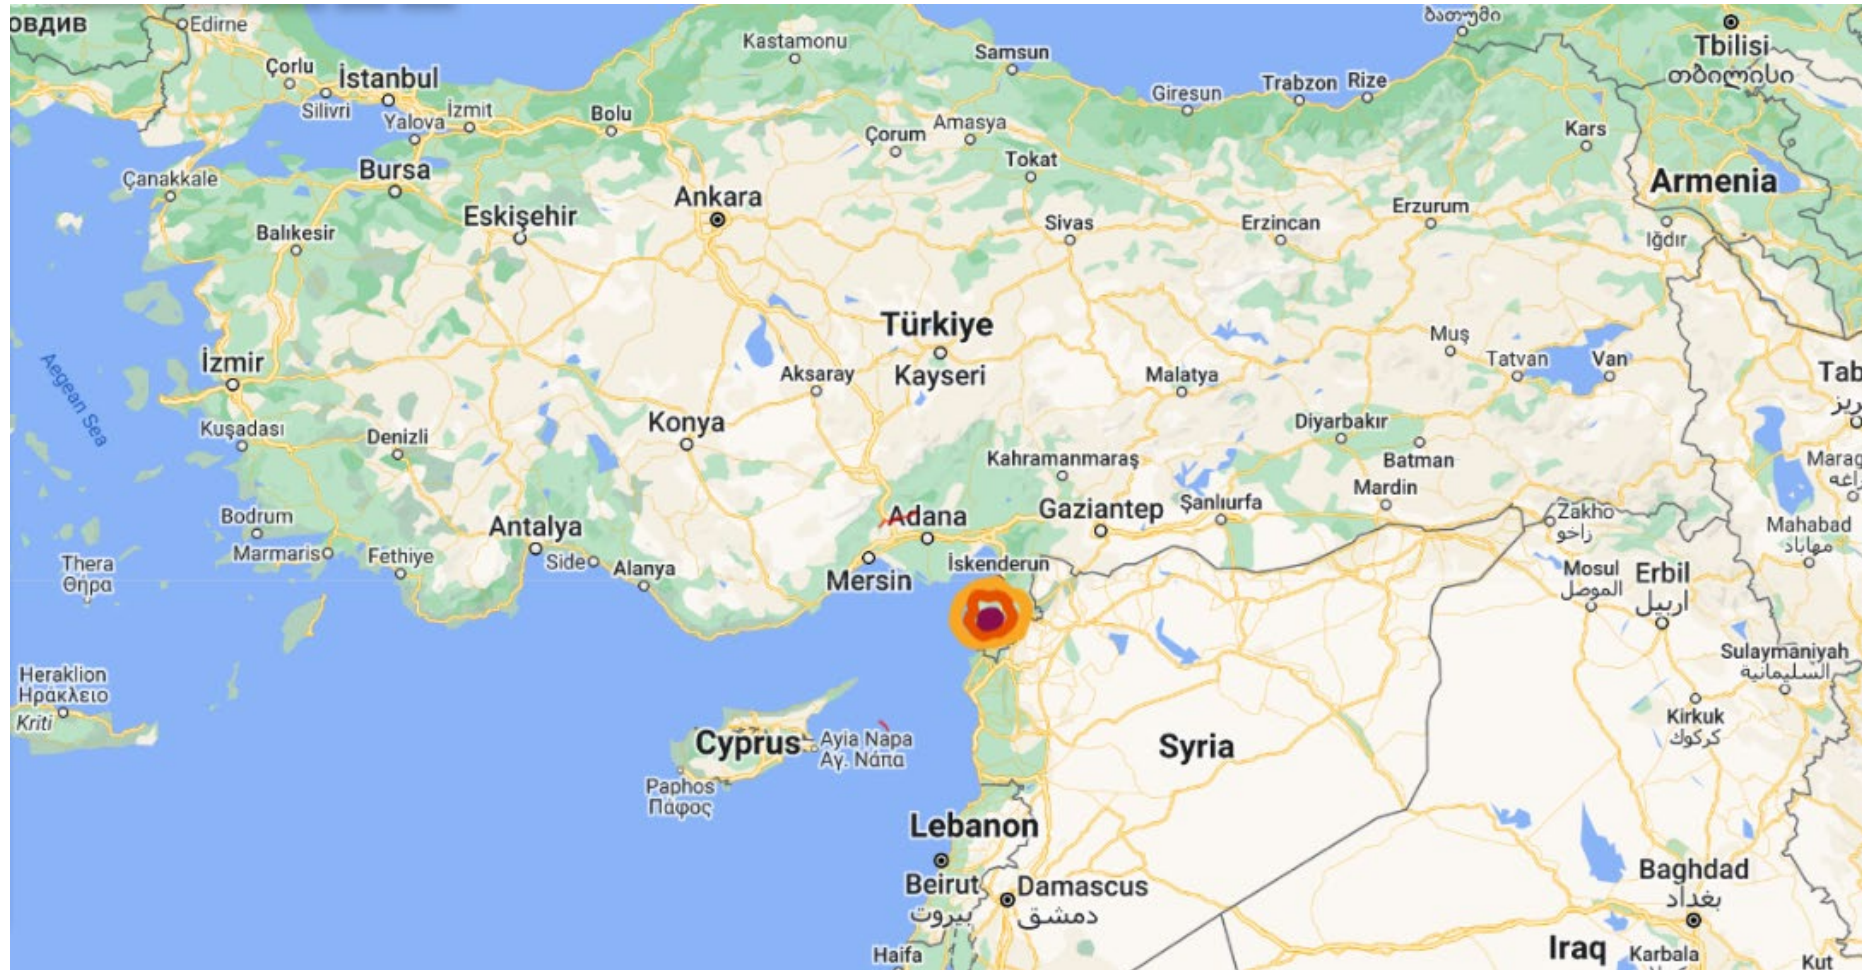 овдив
Edirne
Kastamonu
ბათუმი
Tbilisi
თბილისი
Çorlu
İstanbul
Samsun
Silivri
Yalova
İzmit
Bolu
Giresun
Trabzon
Rize
Çorum
Amasya
Kars
Çanakkale
Bursa
Tokat
Armenia
Ankara
Eskişehir
Balıkesir
Sivas
Erzincan
Erzurum
Iğdır
Aegean Sea
İzmir
Türkiye
Kayseri
Aksaray
Malatya
Muş
Tatvan
Van
Tab
ریز
Kuşadası
Denizli
Konya
Diyarbakır
Batman
Kahramanmaraş
Marag
راغه
Bodrum
Marmaris
Antalya
Side
Adana
Gaziantep
Şanlıurfa
Mardin
Zakho
زاخو
Mahabad
مهاباد
Thera
Θήρα
Fethiye
Alanya
Mersin
İskenderun
Mosul
الموصل
Erbil
اربيل
Sulaymaniyah
السليمانية
Heraklion
Ηράκλειο
Kriti
Cyprus
Ayia Napa
Αγ. Νάπα
Syria
Kirkuk
كركوك
Paphos
Πάφος
Lebanon
Beirut
بيروت
Damascus
دمشق
Baghdad
بغداد
Haifa
Iraq
Karbala
Kut